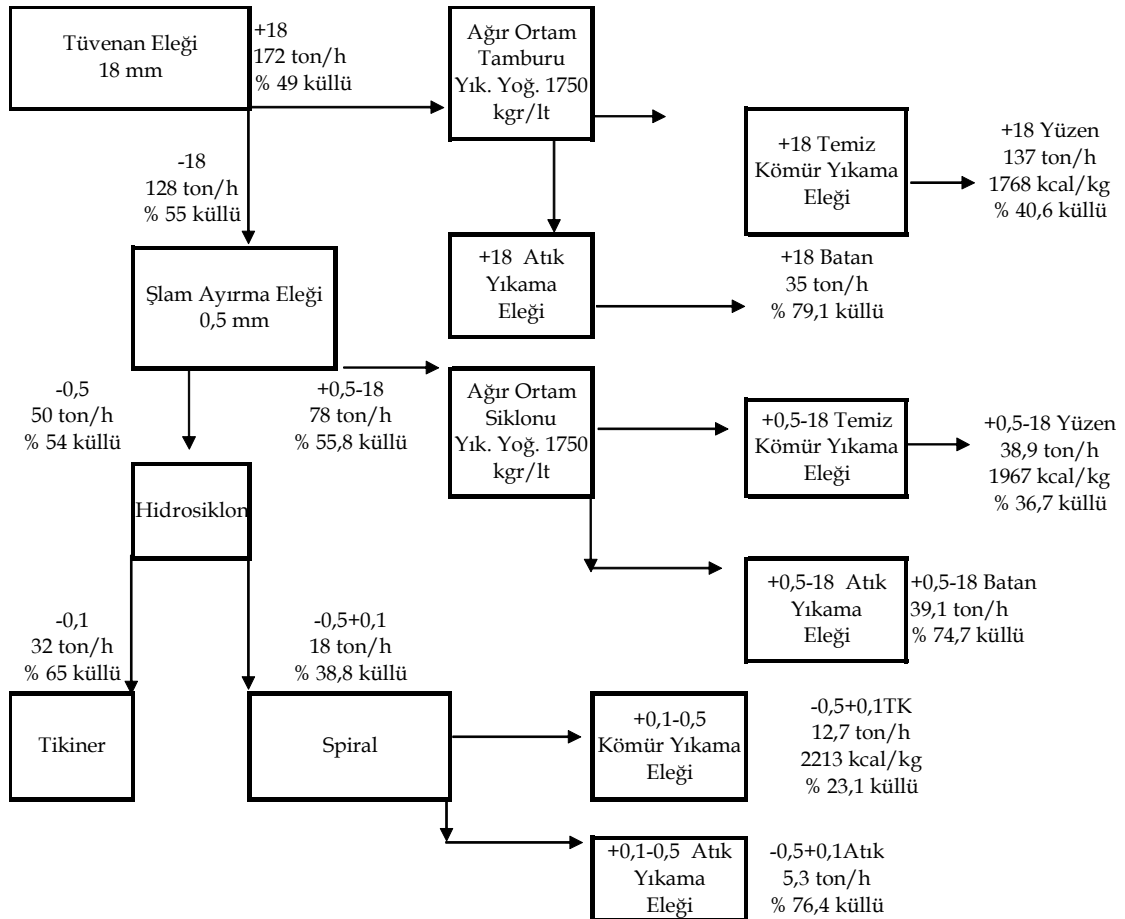 Tüvenan Eleği
18 mm
+18
172 ton/h
% 49 küllü
Ağır Ortam
Tamburu
Yık. Yoğ. 1750
kgr/lt
+18 Temiz
Kömür Yıkama
Eleği
+18 Yüzen
137 ton/h
1768 kcal/kg
% 40,6 küllü
-18
128 ton/h
% 55 küllü
+18 Atık
Yıkama
Eleği
+18 Batan
35 ton/h
% 79,1 küllü
Şlam Ayırma Eleği
0,5 mm
-0,5
50 ton/h
% 54 küllü
+0,5-18
78 ton/h
% 55,8 küllü
Ağır Ortam
Siklonu
Yık. Yoğ. 1750
kgr/lt
+0,5-18 Temiz
Kömür Yıkama
Eleği
+0,5-18 Yüzen
38,9 ton/h
1967 kcal/kg
% 36,7 küllü
Hidrosiklon
+0,5-18 Atık
Yıkama
Eleği
+0,5-18 Batan
39,1 ton/h
% 74,7 küllü
-0,1
32 ton/h
% 65 küllü
-0,5+0,1
18 ton/h
% 38,8 küllü
Tikiner
Spiral
+0,1-0,5
Kömür Yıkama
Eleği
-0,5+0,1TK
12,7 ton/h
2213 kcal/kg
% 23,1 küllü
+0,1-0,5 Atık
Yıkama
Eleği
-0,5+0,1Atık
5,3 ton/h
% 76,4 küllü